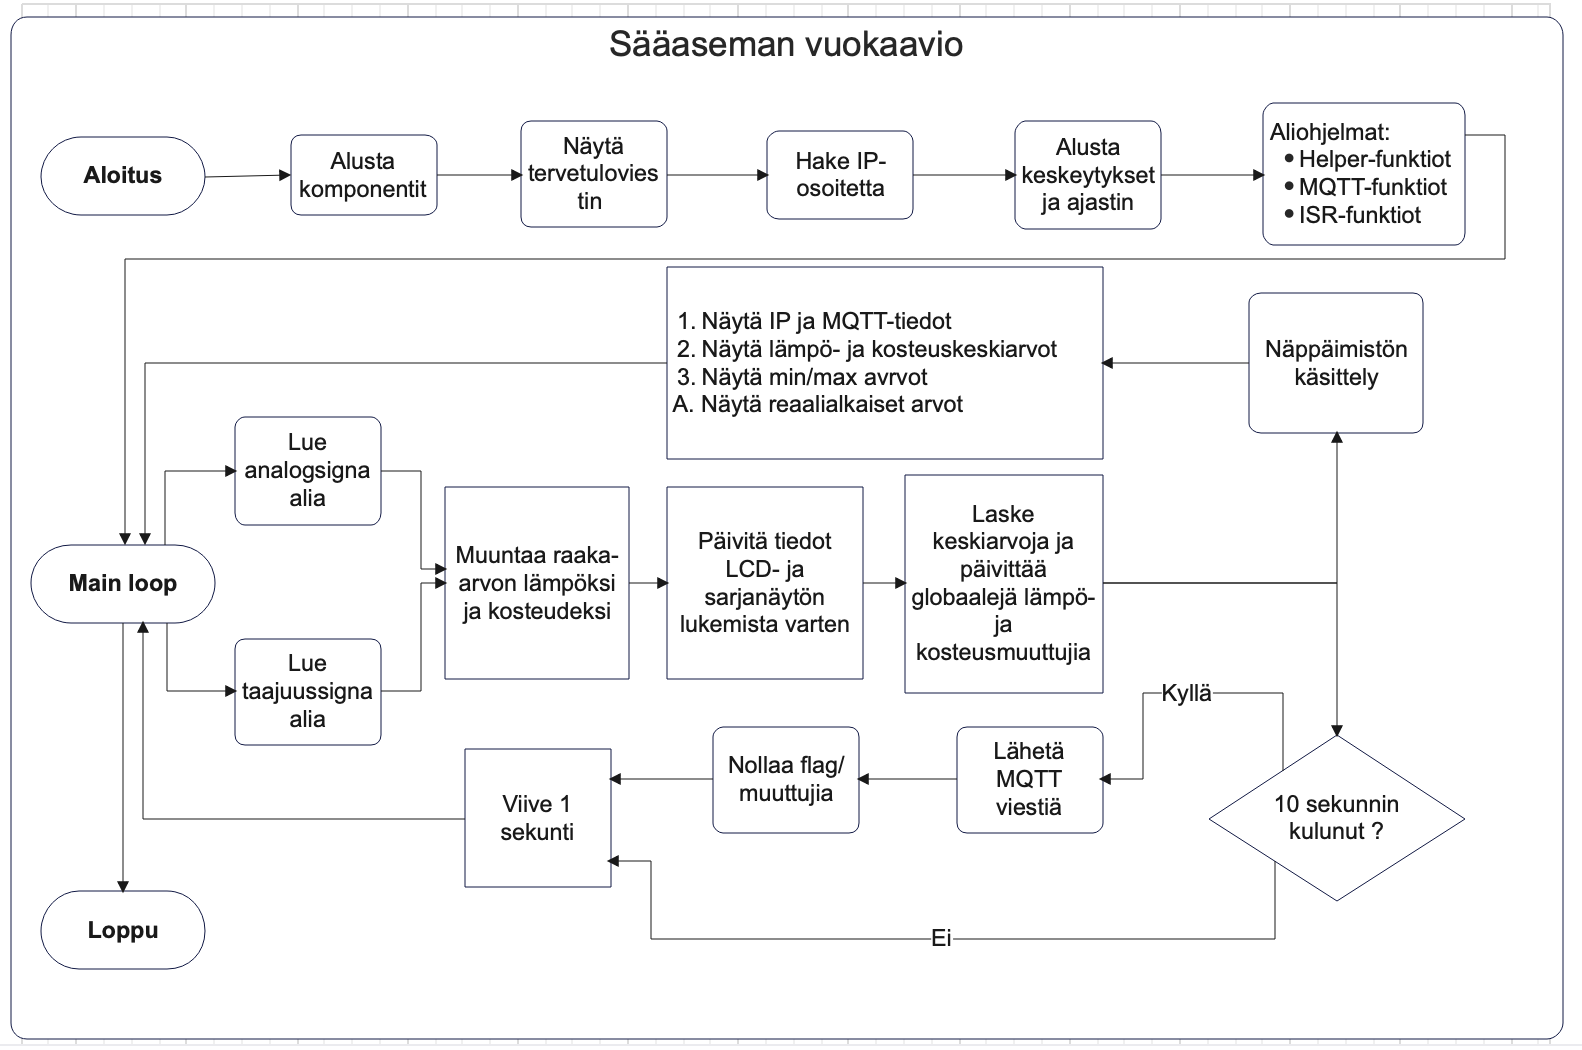 Sääaseman vuokaavio
Aloitus
Alusta
komponentit
Näytä
tervetulovies
tin
Hake IP-
osoitetta
Alusta
keskeytykset
ja ajastin
Aliohjelmat:
• Helper-funktiot
• MQTT-funktiot
• ISR-funktiot
1. Näytä IP ja MQTT-tiedot
2. Näytä lämpö- ja kosteuskeskiarvot
3. Näytä min/max avrvot
A. Näytä reaalialkaiset arvot
Näppäimistön
käsittely
Lue
analogsigna
alia
Main loop
Lue
taajuussigna
alia
Muuntaa raaka-
arvon lämpöksi
ja kosteudeksi
Päivitä tiedot
LCD- ja
sarjanäytön
lukemista varten
Laske
keskiarvoja ja
päivittää
globaalejä lämpö-
ja
kosteusmuuttujia
Kyllä
10 sekunnin
kulunut ?
Lähetä
MQTT
viestiä
Nollaa flag/
muuttujia
Viive 1
sekunti
Ei
Loppu